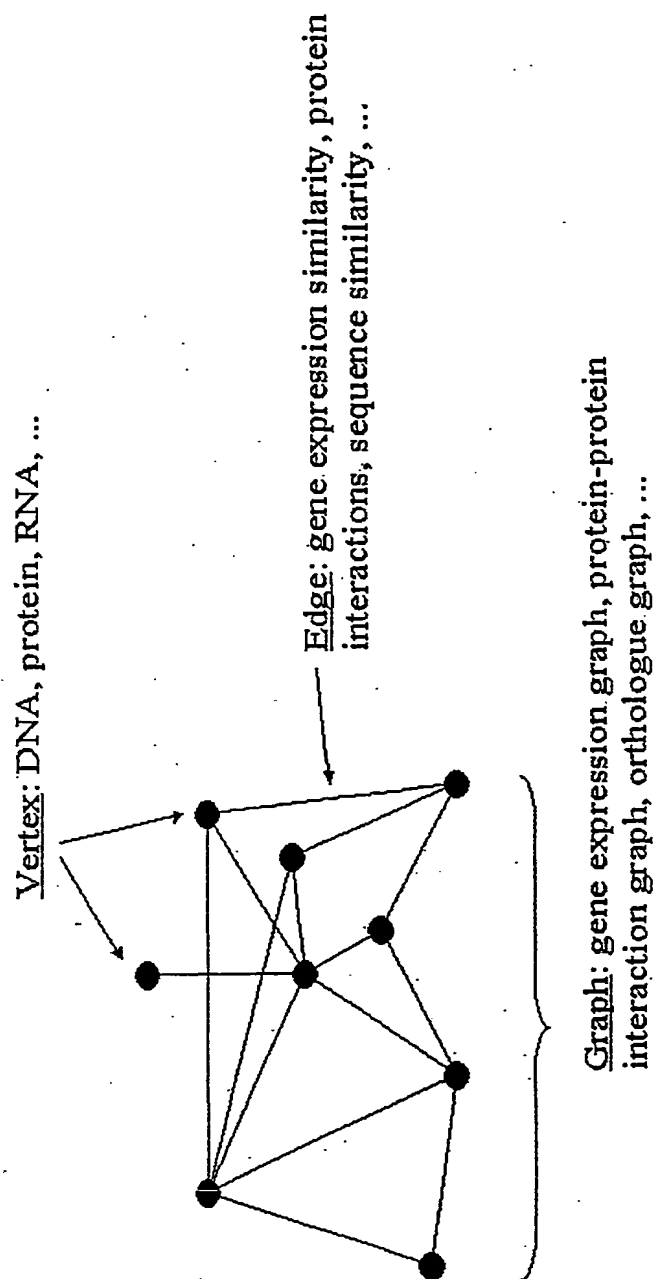 Vertex: DNA, protein, RNA, ...
Edge: gene expression similarity, protein
interactions, sequence similarity, ...
Graph: gene expression graph, protein-protein
interaction graph, orthologue graph, ...